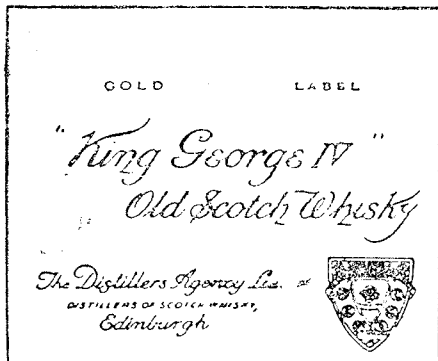 GOLD LABEL
"King George IV"
Old Scotch Whisky
The Distillers Agency Ltd.
DISTILLERS OF SCOTCH WHISKY,
Edinburgh